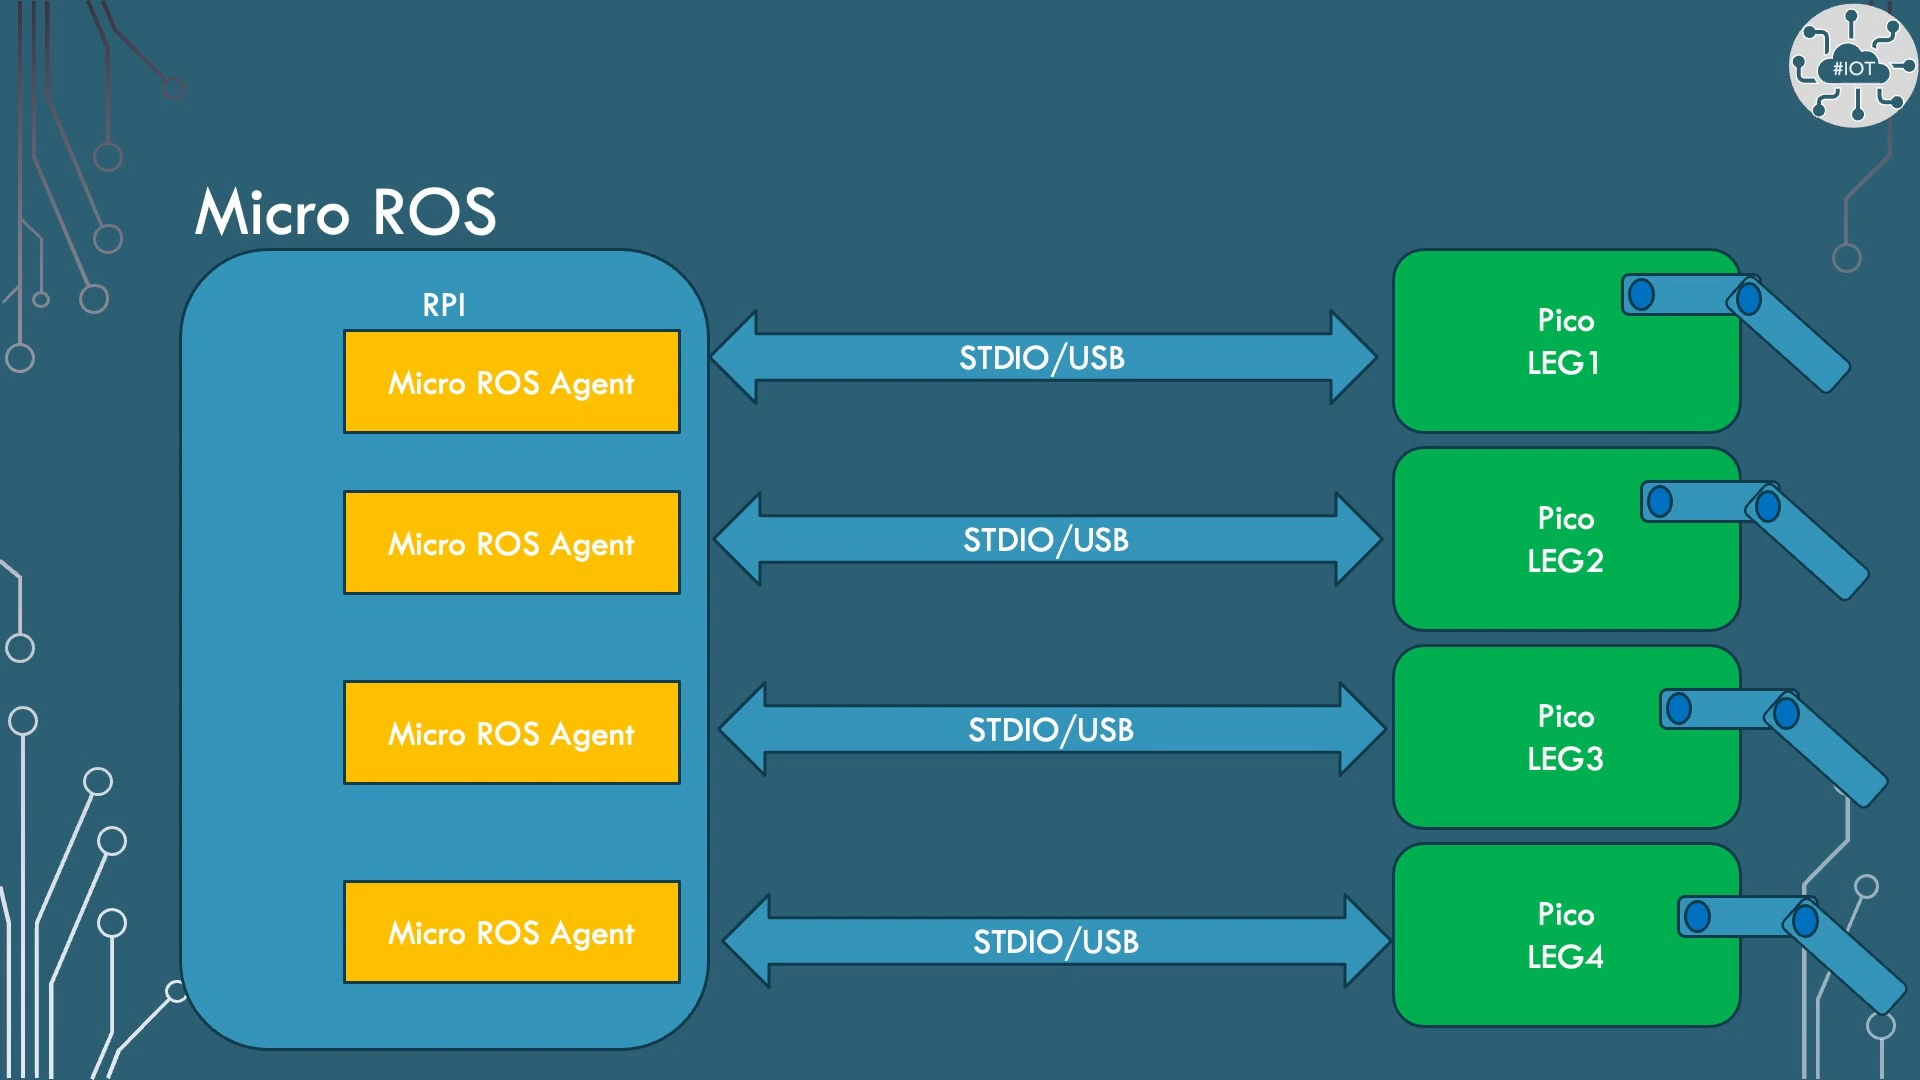 #IOT
Micro ROS
RPI
Micro ROS Agent
STDIO/USB
Pico
LEG1
Micro ROS Agent
STDIO/USB
Pico
LEG2
Micro ROS Agent
STDIO/USB
Pico
LEG3
Micro ROS Agent
STDIO/USB
Pico
LEG4